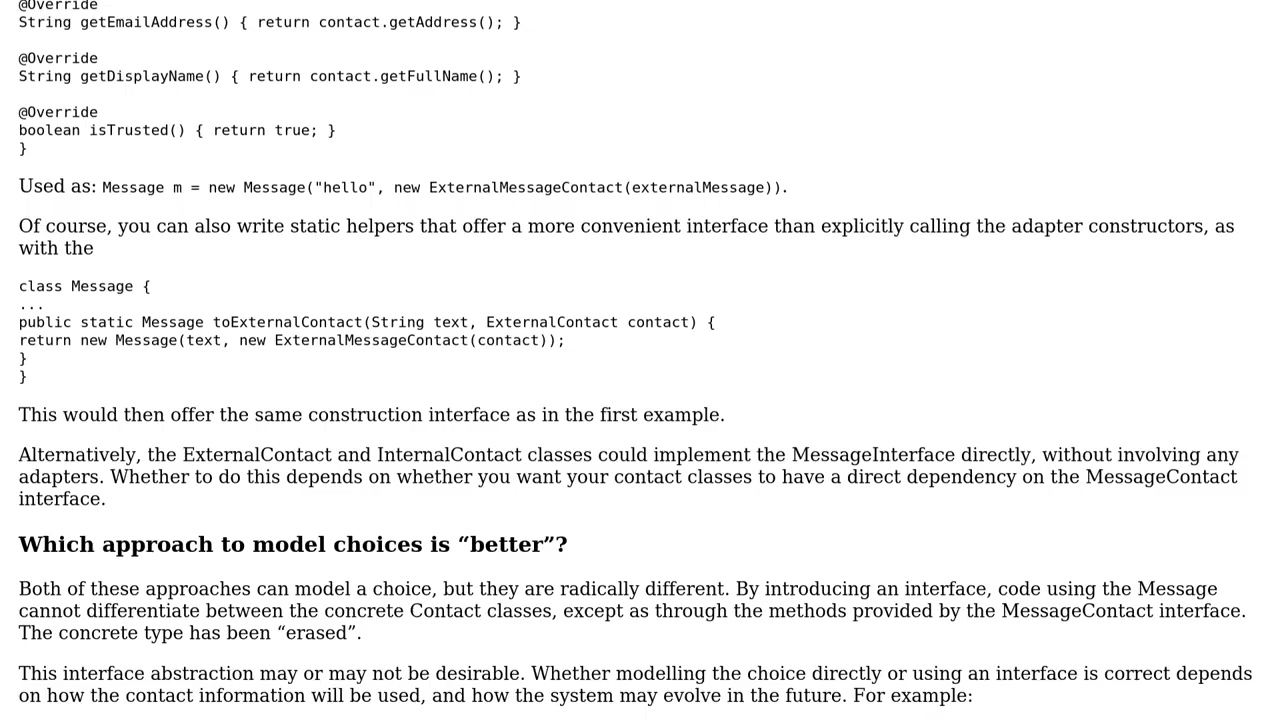 @Override
String getEmailAddress() { return contact.getAddress(); }
@Override
String getDisplayName() { return contact.getFullName(); }
@Override
boolean isTrusted() { return true; }
}
Used as: Message m = new Message("hello", new ExternalMessageContact(externalMessage)).
Of course, you can also write static helpers that offer a more convenient interface than explicitly calling the adapter constructors, as
with the
class Message {
...
public static Message toExternalContact(String text, ExternalContact contact) {
return new Message(text, new ExternalMessageContact(contact));
}
}
This would then offer the same construction interface as in the first example.
Alternatively, the ExternalContact and InternalContact classes could implement the MessageInterface directly, without involving any
adapters. Whether to do this depends on whether you want your contact classes to have a direct dependency on the MessageContact
interface.
Which approach to model choices is “better”?
Both of these approaches can model a choice, but they are radically different. By introducing an interface, code using the Message
cannot differentiate between the concrete Contact classes, except as through the methods provided by the MessageContact interface.
The concrete type has been “erased”.
This interface abstraction may or may not be desirable. Whether modelling the choice directly or using an interface is correct depends
on how the contact information will be used, and how the system may evolve in the future. For example: